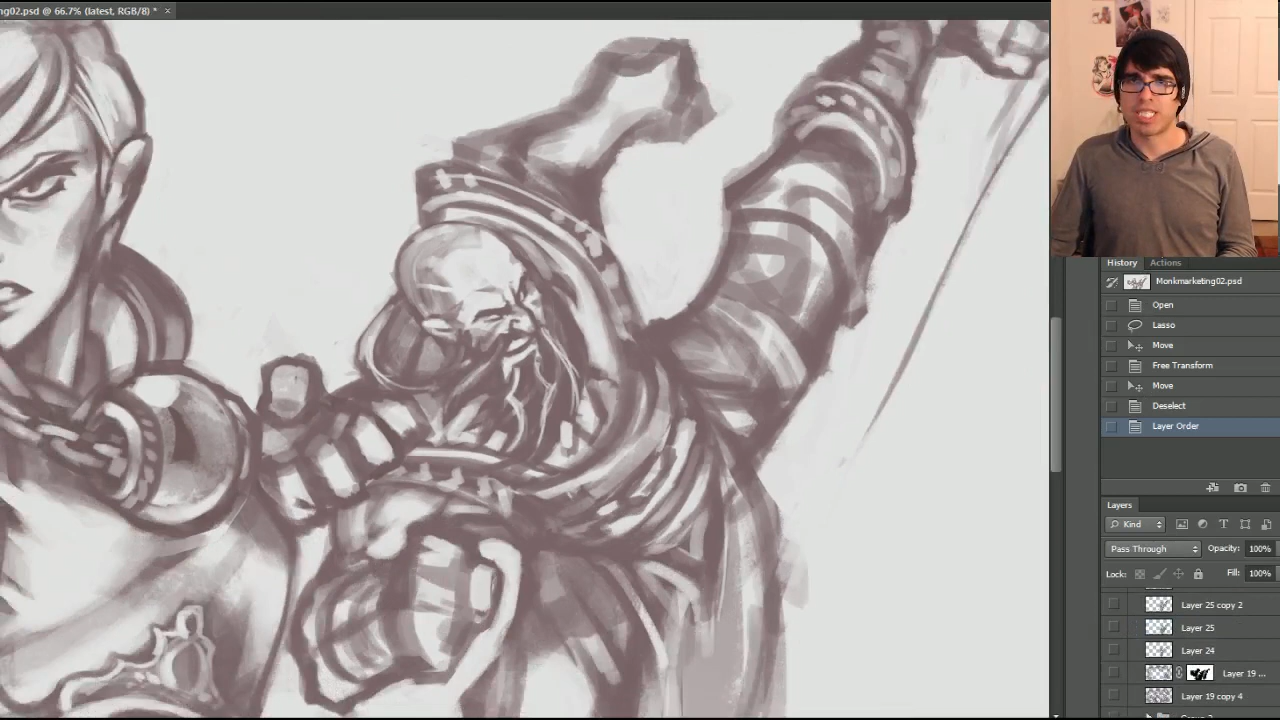 ng02.psd @ 66.7% (latest, RGB/8) * ×
History Actions
Monkmarketing02.psd
Open
Lasso
Move
Free Transform
Move
Deselect
Layer Order
Layers
Kind
Pass Through Opacity: 100%
Lock: Fill: 100%
Layer 25 copy 2
Layer 25
Layer 24
Layer 19 ...
Layer 19 copy 4